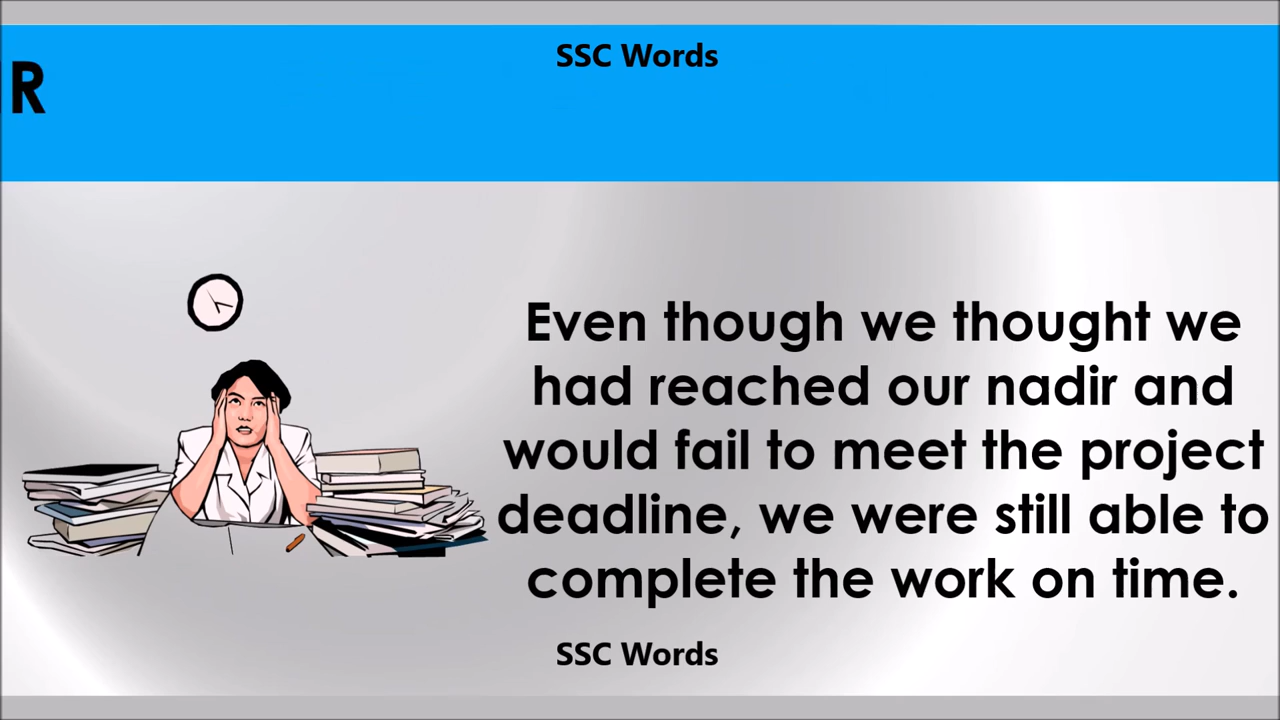 SSC Words
R
Even though we thought we
had reached our nadir and
would fail to meet the project
deadline, we were still able to
complete the work on time.
SSC Words